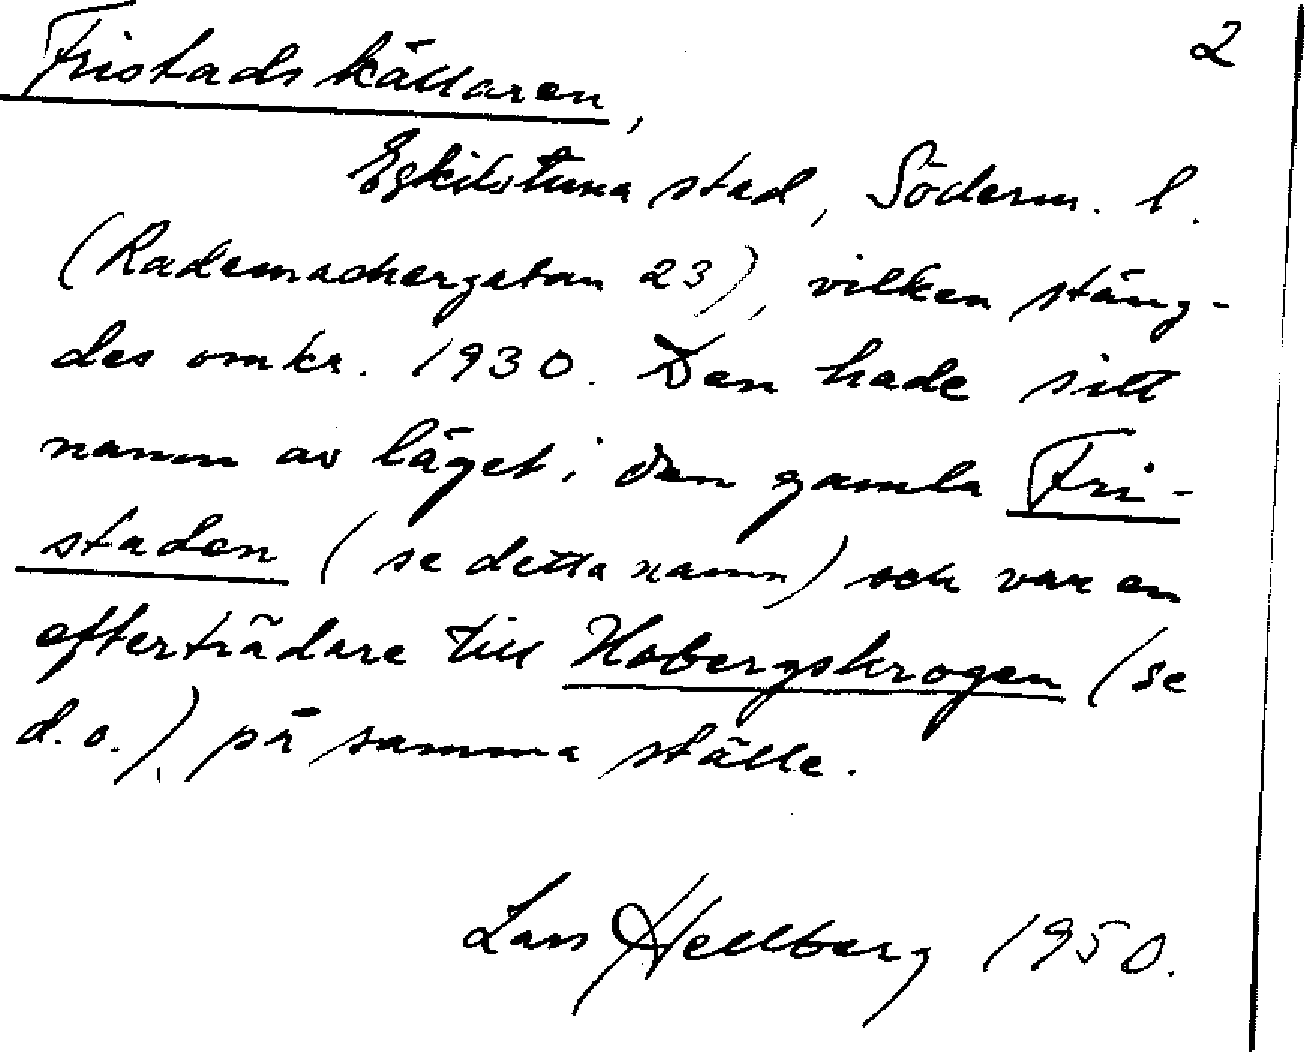 2
Fristadskällaren,
Eskilstuna stad, Söderm. l.
(Rademachergatan 23), vilken stäng-
des omkr. 1930. Den hade sitt
namn av läget i den gamla Fri-
staden (se detta namn) och var en
efterträdare till Hobergskrogen (se
d.o.), på samma ställe.
Lars Hellberg 1950.